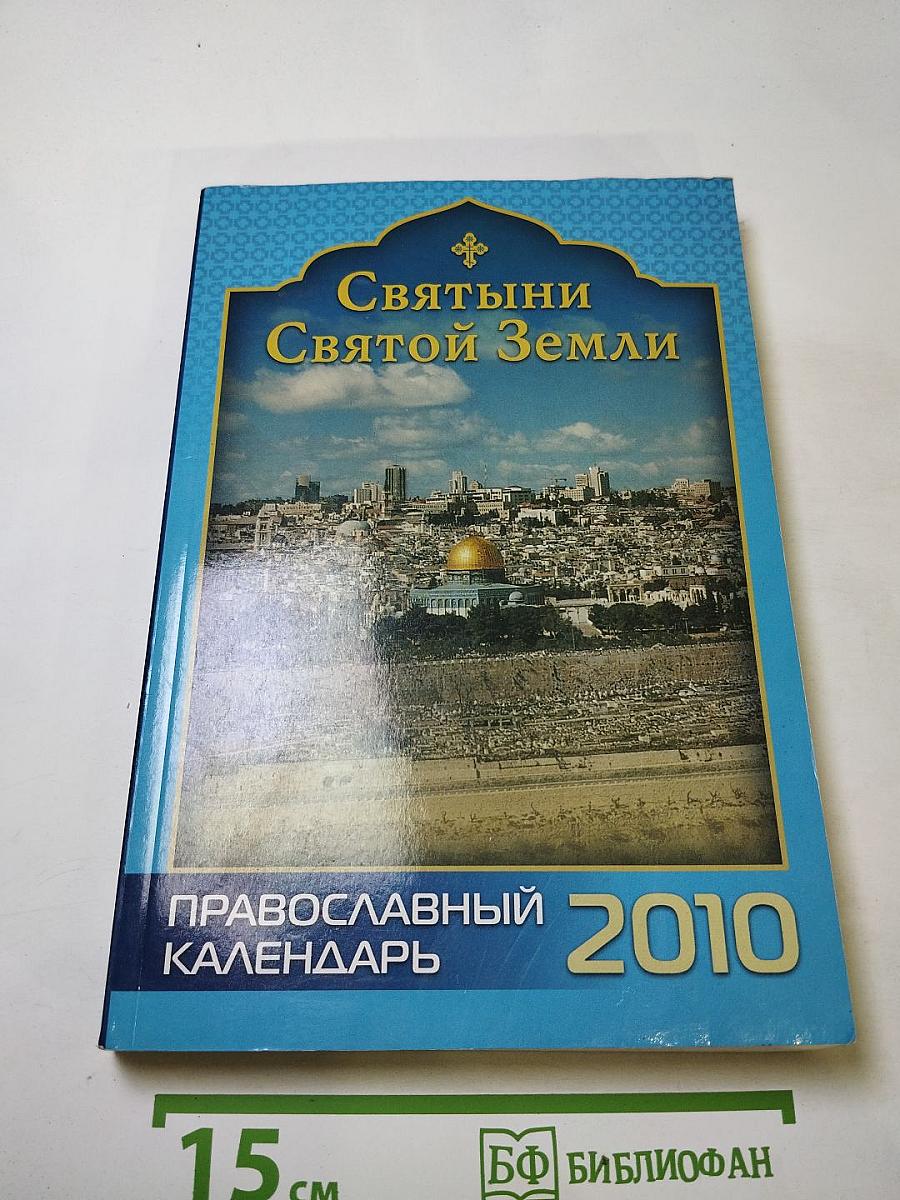 Святыни
Святой Земли
ПРАВОСЛАВНЫЙ
КАЛЕНДАРЬ
2010
15 см
БФ БИБЛИОФАН